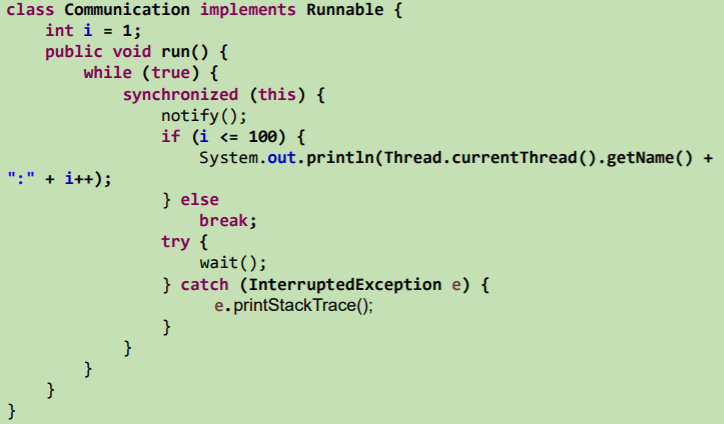 class Communication implements Runnable {
    int i = 1;
    public void run() {
        while (true) {
            synchronized (this) {
                notify();
                if (i <= 100) {
                    System.out.println(Thread.currentThread().getName() +
":" + i++);
                } else
                    break;
                try {
                    wait();
                } catch (InterruptedException e) {
                    e.printStackTrace();
                }
            }
        }
    }
}